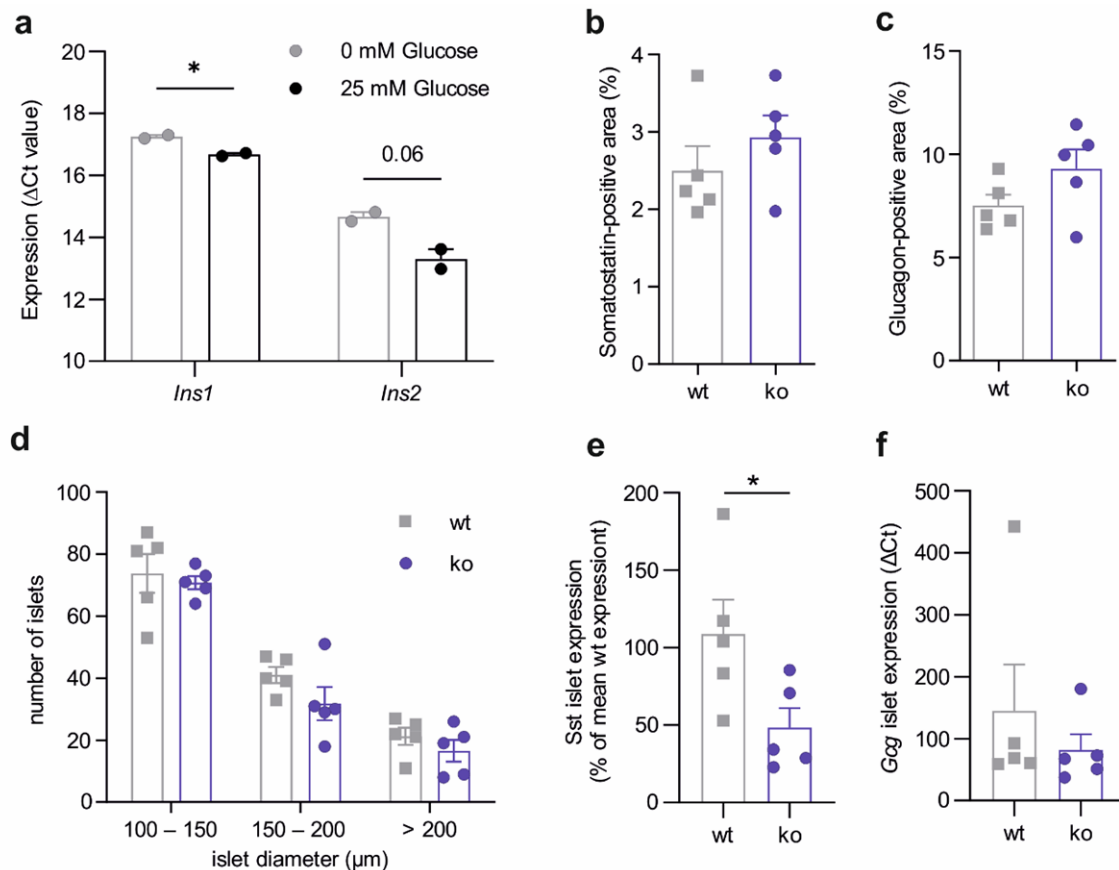 a
20
18
16
14
12
10
Expression (ΔCt value)
*
0.06
0 mM Glucose
25 mM Glucose
Ins1
Ins2
b
4
3
2
1
0
Somatostatin-positive area (%)
wt
ko
c
15
10
5
0
Glucagon-positive area (%)
wt
ko
d
100
80
60
40
20
0
number of islets
wt
ko
100 – 150
150 – 200
> 200
islet diameter (μm)
e
200
150
100
50
0
Sst islet expression
(% of mean wt expressiont)
*
wt
ko
f
500
400
300
200
100
0
Gcg islet expression (ΔCt)
wt
ko